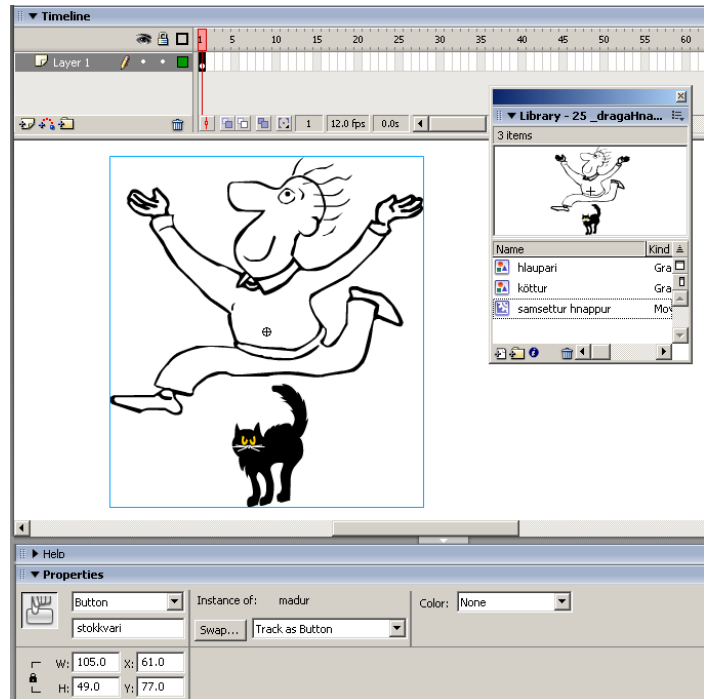 Timeline
1 5 10 15 20 25 30 35 40 45 50 55 60
Layer 1
1 12.0 fps 0.0s
Library - 25 _dragaHna...
3 items
Name Kind
hlaupari Gra
köttur Gra
samsettur hnappur Mov
Help
Properties
Button Instance of: madur Color: None
stokkvari Swap... Track as Button
W: 105.0 X: 61.0
H: 49.0 Y: 77.0